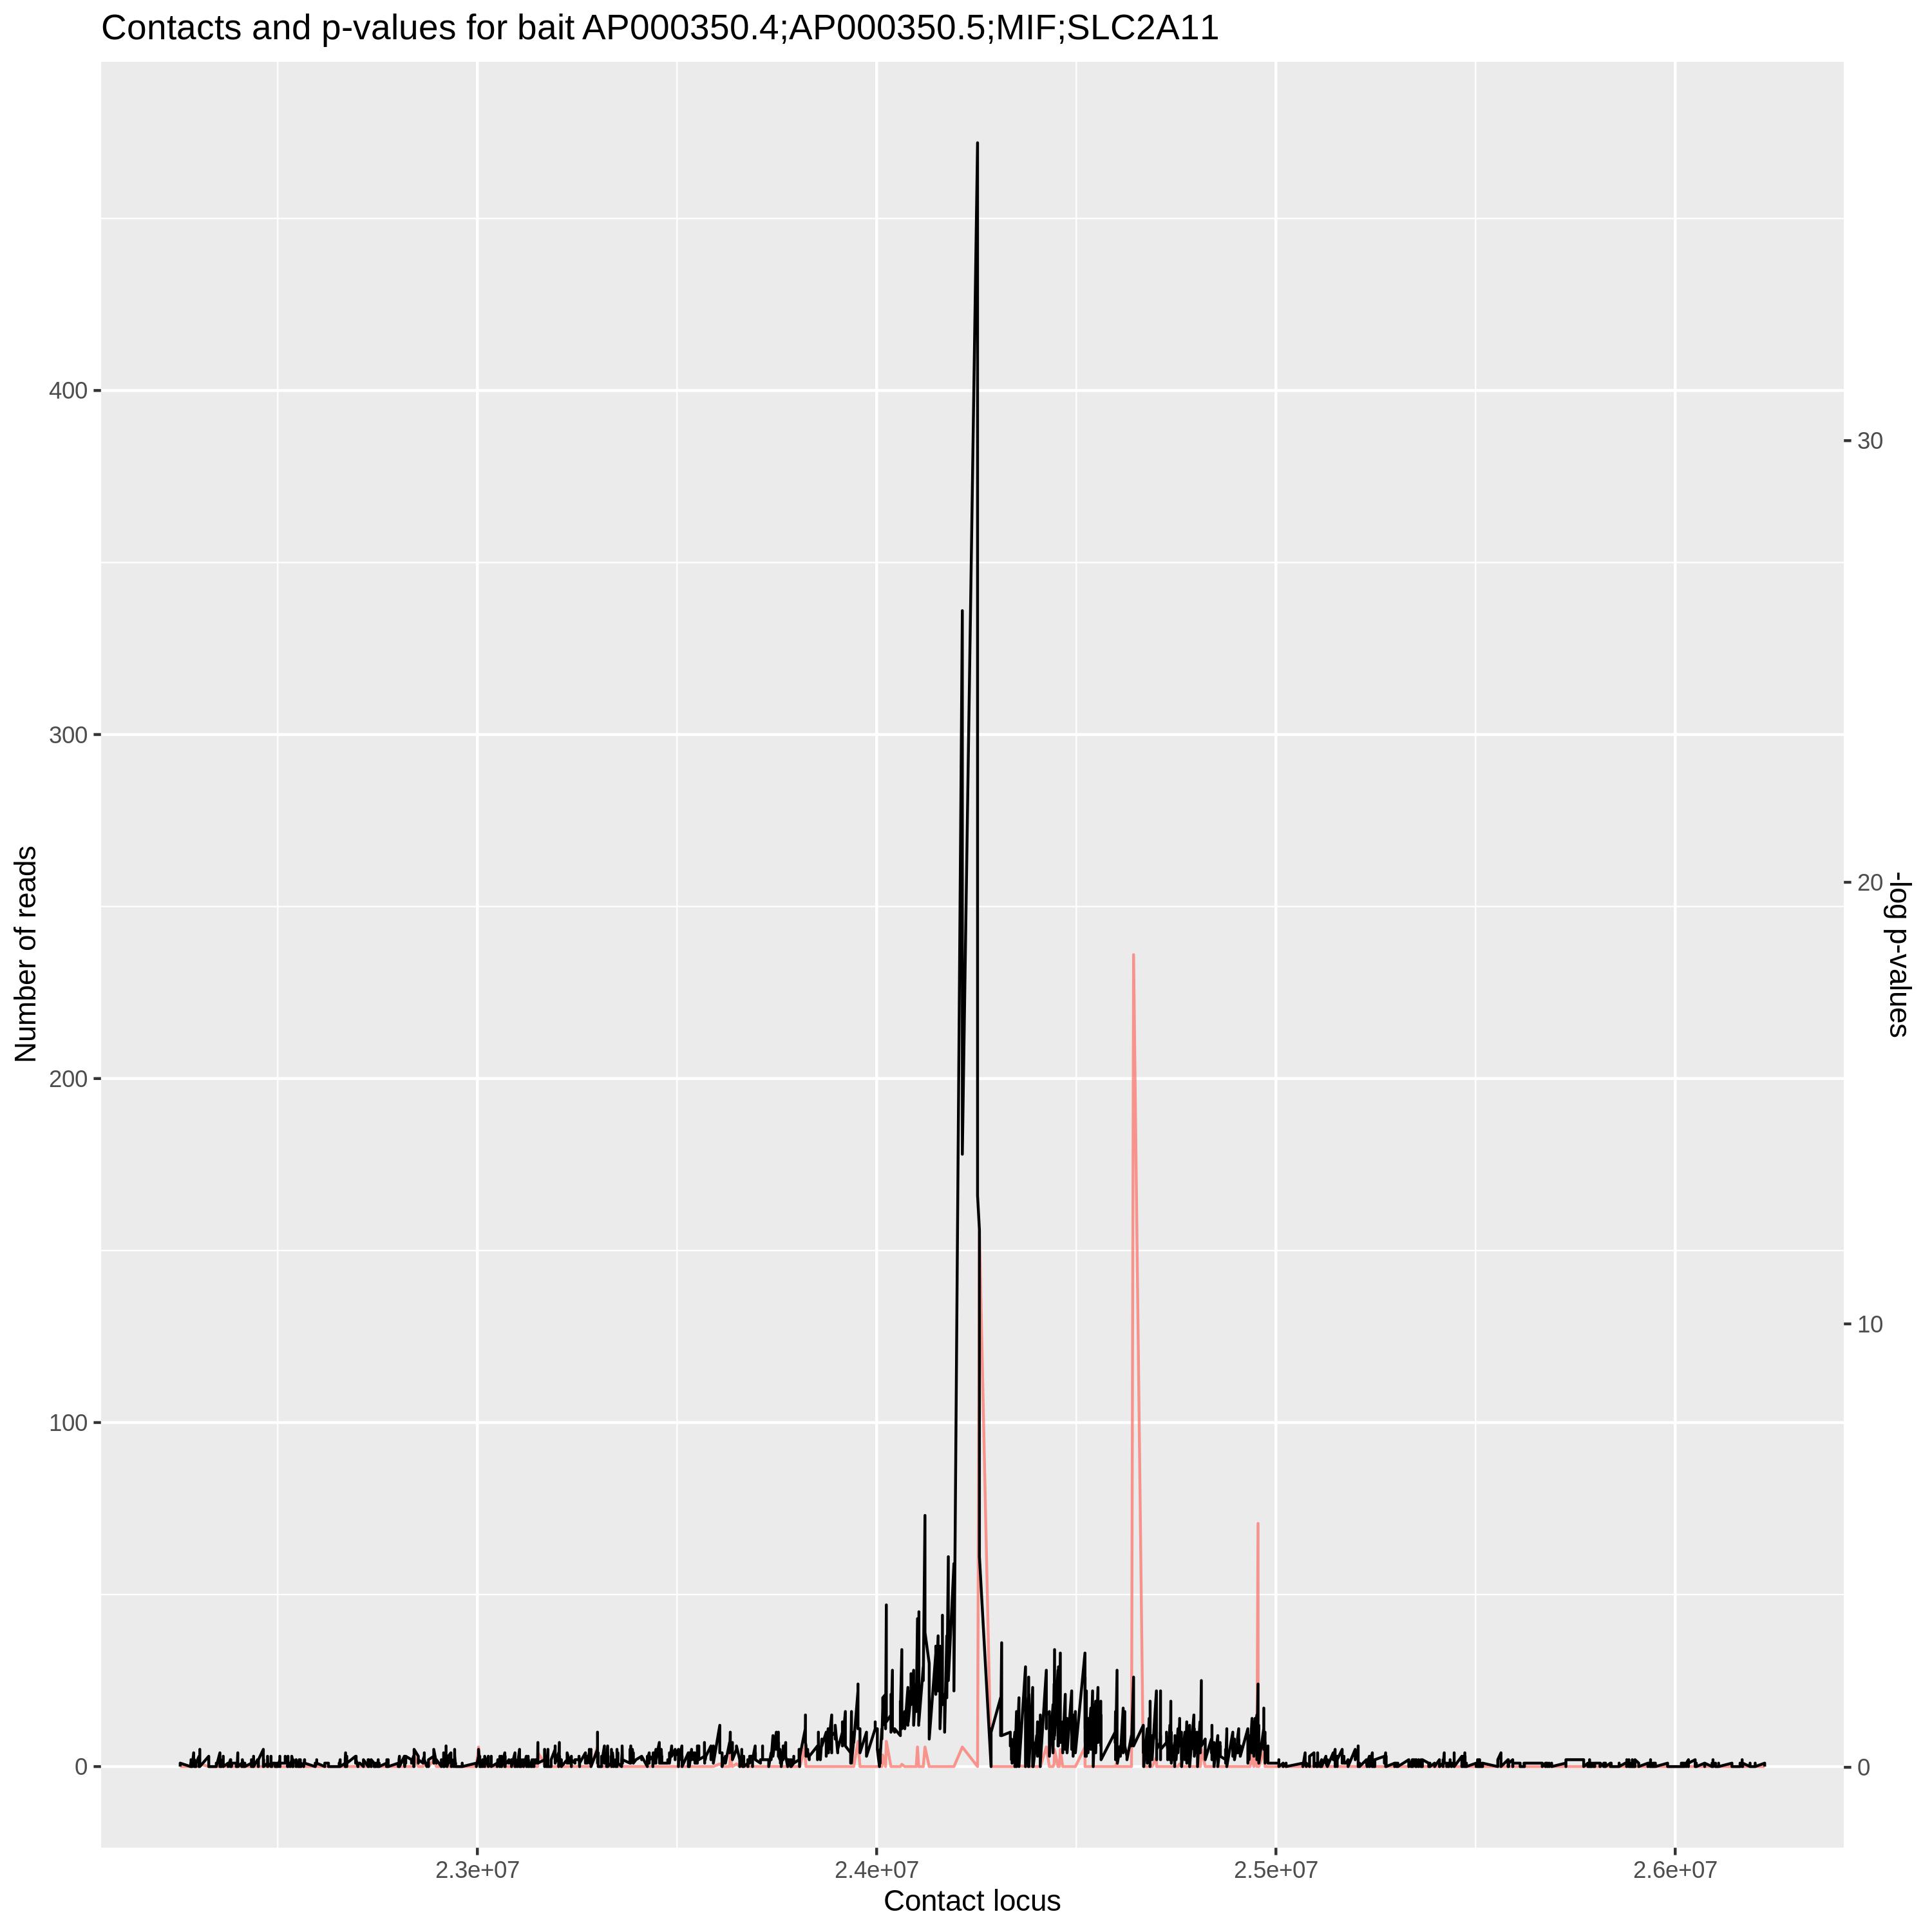 Contacts and p-values for bait AP000350.4;AP000350.5;MIF;SLC2A11
Number of reads
400
300
200
100
0
30
20
10
0
-log p-values
2.3e+07 2.4e+07 2.5e+07 2.6e+07
Contact locus